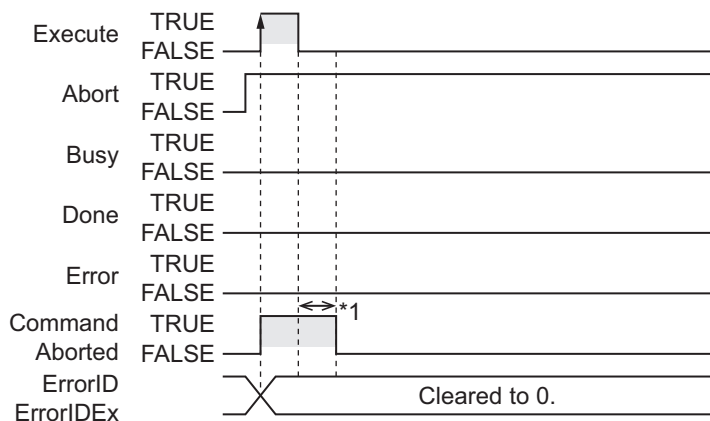 Execute TRUE
FALSE
Abort TRUE
FALSE
Busy TRUE
FALSE
Done TRUE
FALSE
Error TRUE
FALSE
*1
Command TRUE
Aborted FALSE
ErrorID
Cleared to 0.
ErrorIDEx